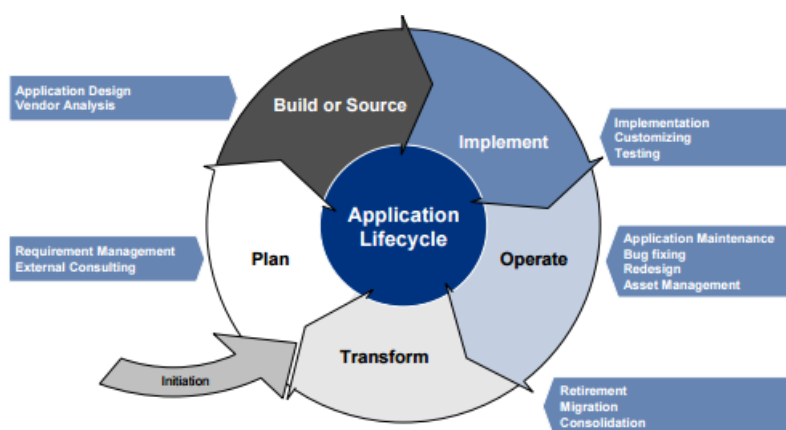 Application Design
Vendor Analysis
Build or Source
Implement
Implementation
Customizing
Testing
Application
Lifecycle
Requirement Management
External Consulting
Plan
Operate
Application Maintenance
Bug fixing
Redesign
Asset Management
Transform
Initiation
Retirement
Migration
Consolidation